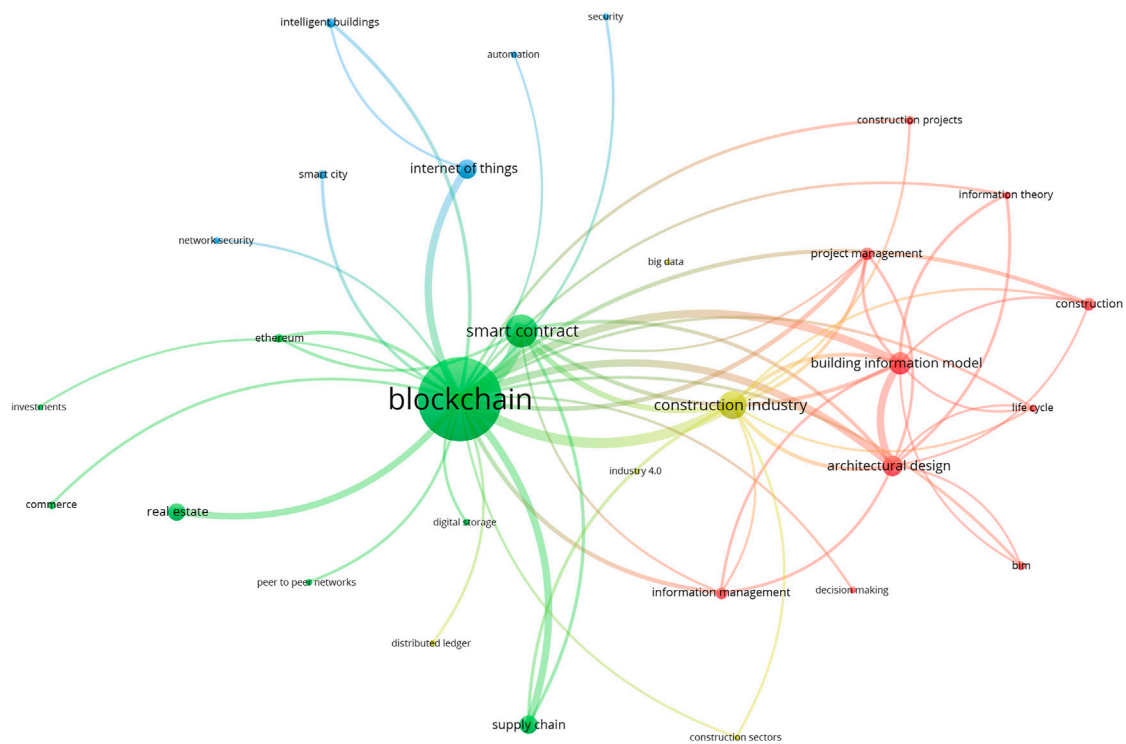 security
intelligent buildings
automation
construction projects
internet of things
smart city
information theory
network security
project management
big data
construction
smart contract
ethereum
building information model
blockchain
construction industry
investments
life cycle
architectural design
industry 4.0
commerce
real estate
digital storage
bim
peer to peer networks
information management
decision making
distributed ledger
supply chain
construction sectors